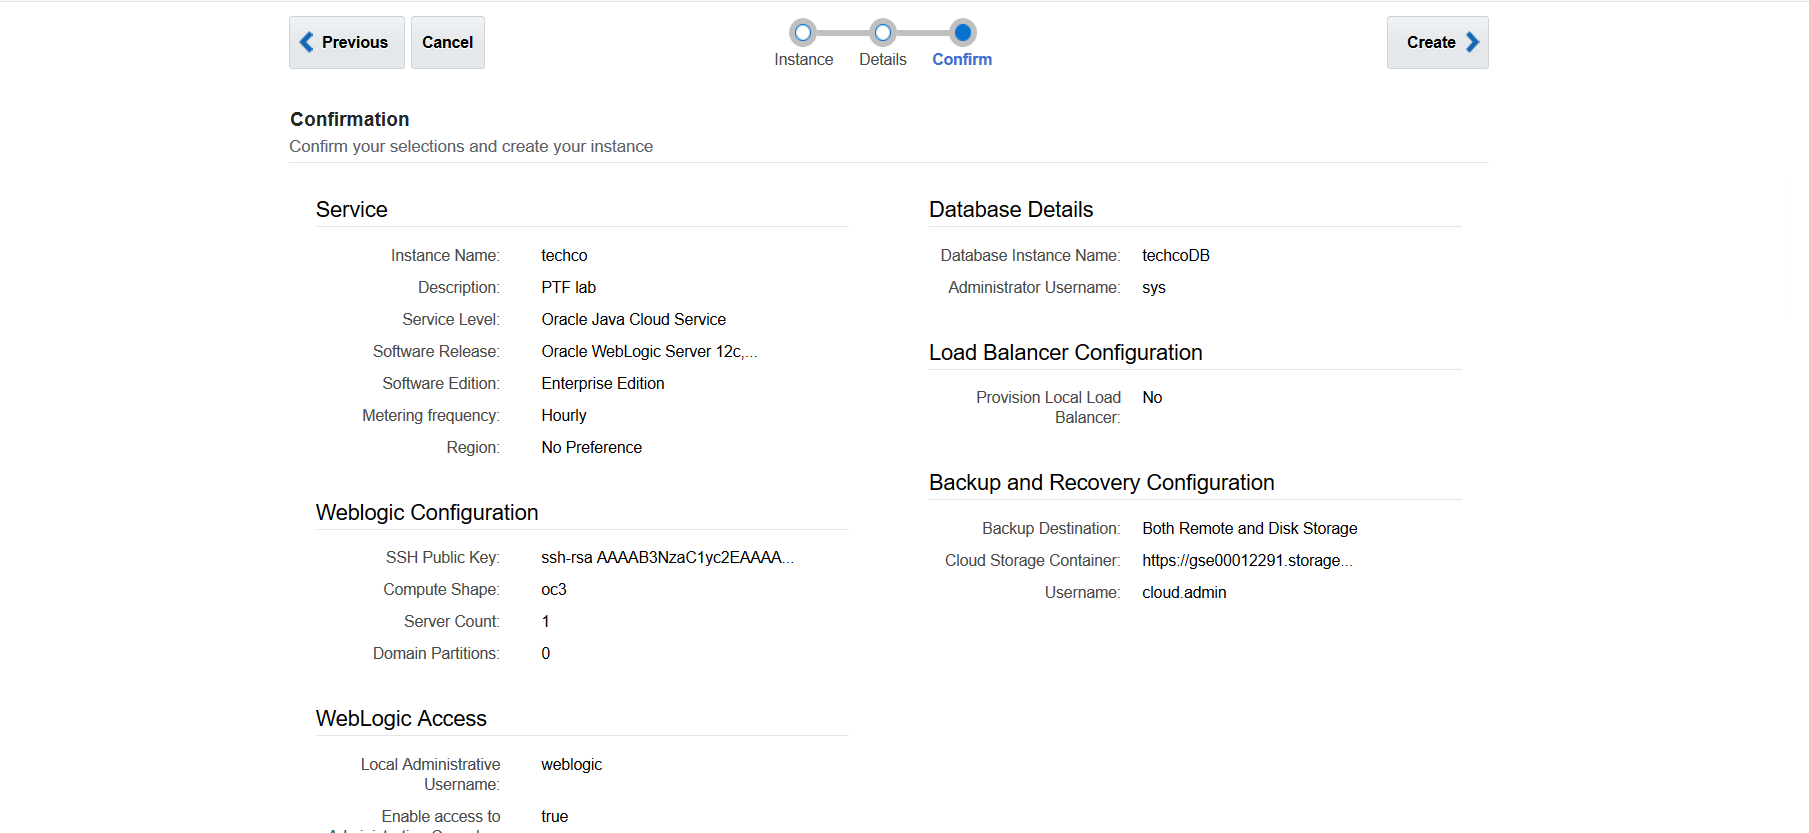 Previous
Cancel
Instance
Details
Confirm
Create
Confirmation
Confirm your selections and create your instance
Service
Instance Name: techco
Description: PTF lab
Service Level: Oracle Java Cloud Service
Software Release: Oracle WebLogic Server 12c,...
Software Edition: Enterprise Edition
Metering frequency: Hourly
Region: No Preference
Weblogic Configuration
SSH Public Key: ssh-rsa AAAAB3NzaC1yc2EAAAA...
Compute Shape: oc3
Server Count: 1
Domain Partitions: 0
WebLogic Access
Local Administrative weblogic
Username:
Enable access to true
Database Details
Database Instance Name: techcoDB
Administrator Username: sys
Load Balancer Configuration
Provision Local Load No
Balancer:
Backup and Recovery Configuration
Backup Destination: Both Remote and Disk Storage
Cloud Storage Container: https://gse00012291.storage...
Username: cloud.admin